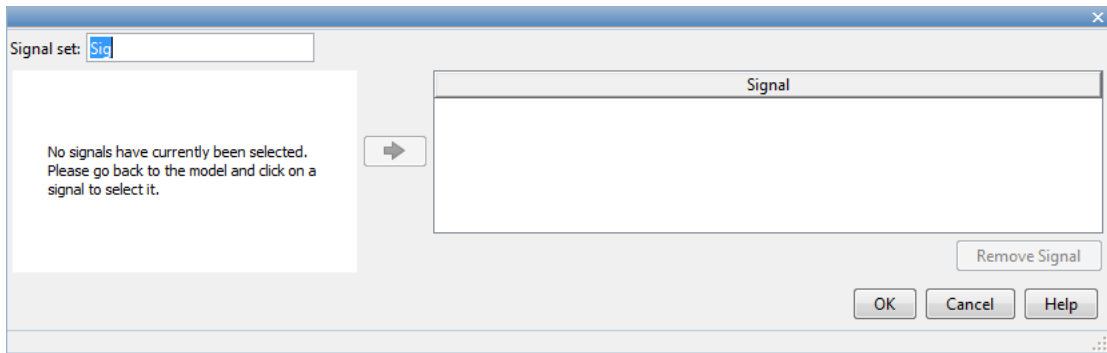 Signal set: Sig
Signal
No signals have currently been selected.
Please go back to the model and click on a
signal to select it.
Remove Signal
OK Cancel Help